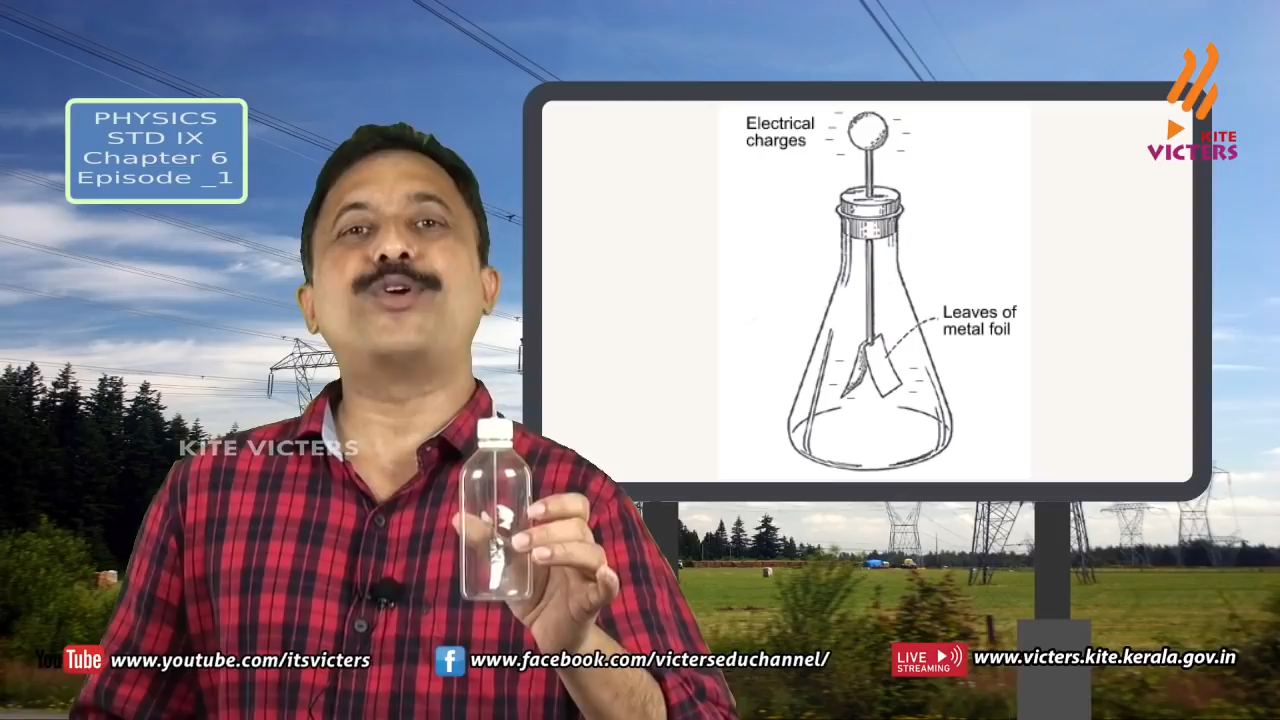 PHYSICS
STD IX
Chapter 6
Episode _1
Electrical
charges
KITE
VICTERS
Leaves of
metal foil
KITE VICTERS
YouTube www.youtube.com/itsvicters
f www.facebook.com/victerseduchannel/
LIVE
STREAMING
www.victers.kite.kerala.gov.in